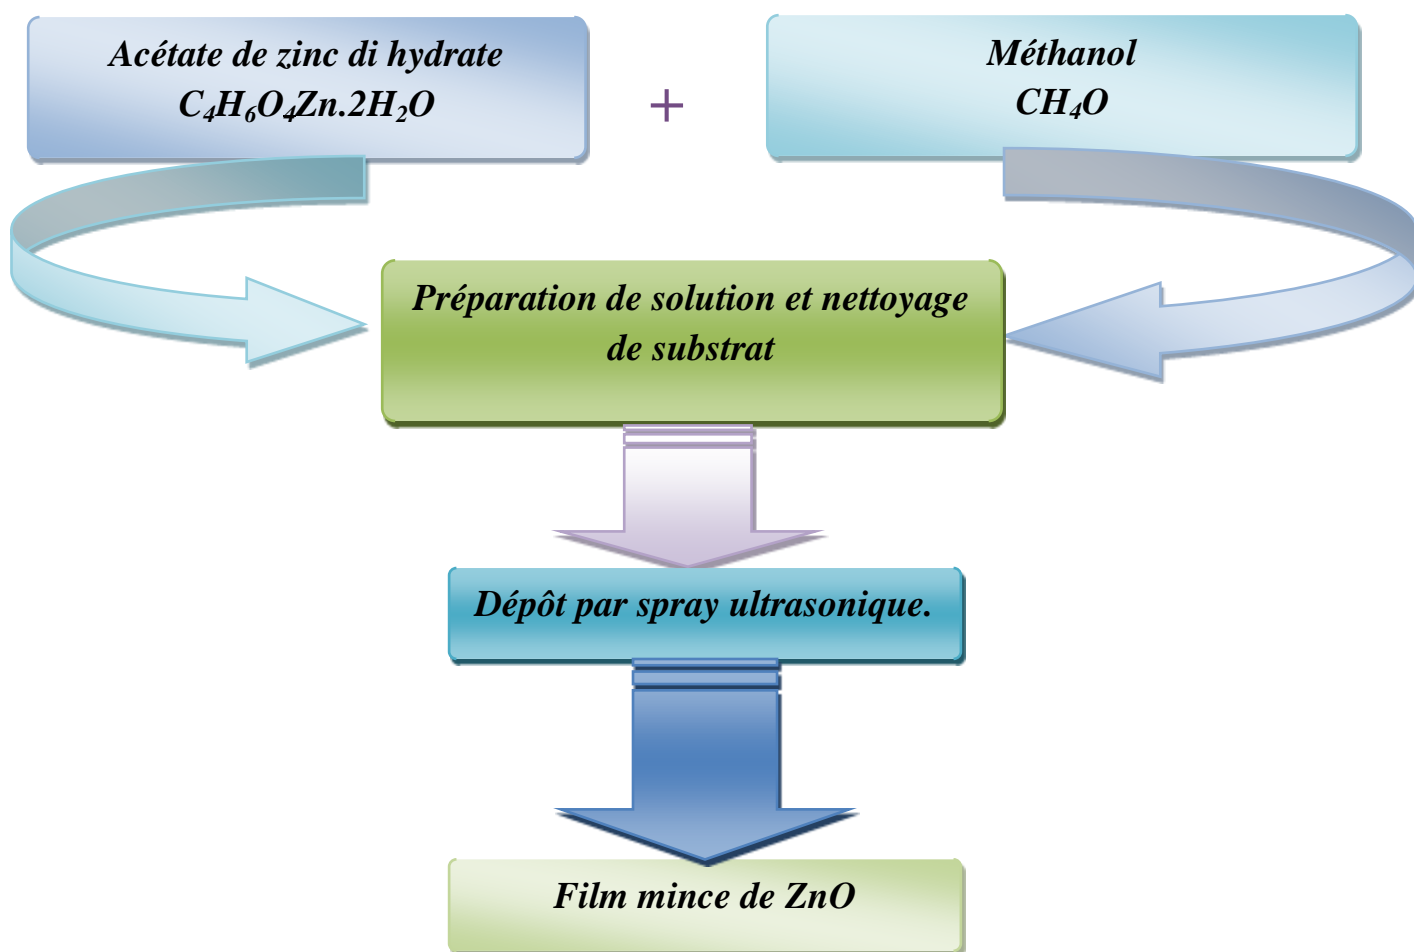 Acétate de zinc di hydrate
C₄H₆O₄Zn.2H₂O
+
Méthanol
CH₄O
Préparation de solution et nettoyage
de substrat
Dépôt par spray ultrasonique.
Film mince de ZnO